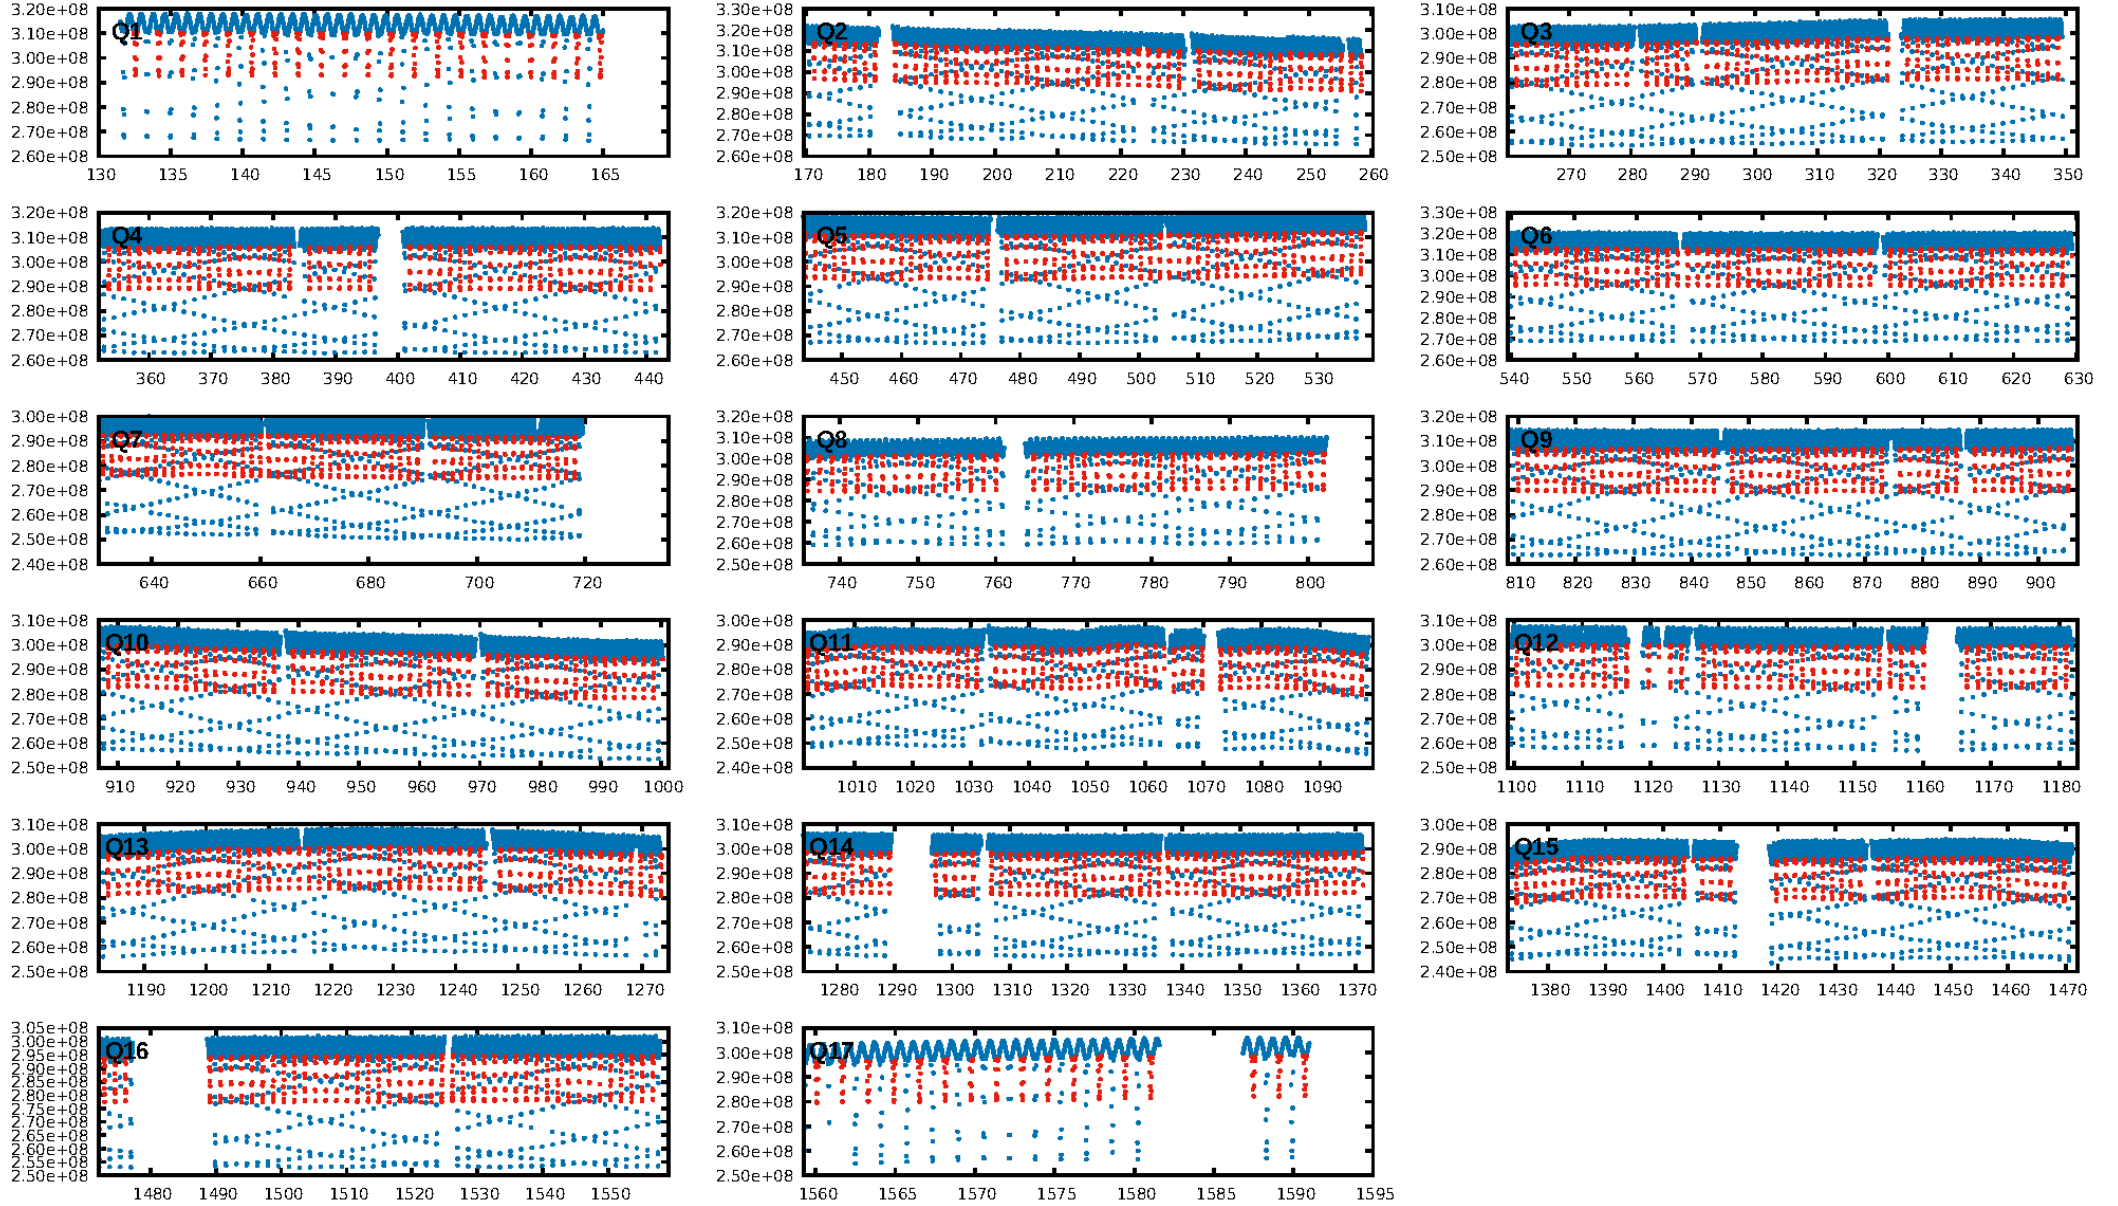 3.20e+08 3.10e+08 3.00e+08 2.90e+08 2.80e+08 2.70e+08 2.60e+08
Q1
130 135 140 145 150 155 160 165
3.30e+08 3.20e+08 3.10e+08 3.00e+08 2.90e+08 2.80e+08 2.70e+08 2.60e+08
Q2
170 180 190 200 210 220 230 240 250 260
3.10e+08 3.00e+08 2.90e+08 2.80e+08 2.70e+08 2.60e+08 2.50e+08
Q3
270 280 290 300 310 320 330 340 350
3.20e+08 3.10e+08 3.00e+08 2.90e+08 2.80e+08 2.70e+08 2.60e+08
Q4
360 370 380 390 400 410 420 430 440
3.20e+08 3.10e+08 3.00e+08 2.90e+08 2.80e+08 2.70e+08 2.60e+08
Q5
450 460 470 480 490 500 510 520 530
3.30e+08 3.20e+08 3.10e+08 3.00e+08 2.90e+08 2.80e+08 2.70e+08 2.60e+08
Q6
540 550 560 570 580 590 600 610 620 630
3.00e+08 2.90e+08 2.80e+08 2.70e+08 2.60e+08 2.50e+08 2.40e+08
Q7
640 660 680 700 720
3.20e+08 3.10e+08 3.00e+08 2.90e+08 2.80e+08 2.70e+08 2.60e+08 2.50e+08
Q8
740 750 760 770 780 790 800
3.20e+08 3.10e+08 3.00e+08 2.90e+08 2.80e+08 2.70e+08 2.60e+08
Q9
810 820 830 840 850 860 870 880 890 900
3.10e+08 3.00e+08 2.90e+08 2.80e+08 2.70e+08 2.60e+08 2.50e+08
Q10
910 920 930 940 950 960 970 980 990 1000
3.00e+08 2.90e+08 2.80e+08 2.70e+08 2.60e+08 2.50e+08 2.40e+08
Q11
1010 1020 1030 1040 1050 1060 1070 1080 1090
3.10e+08 3.00e+08 2.90e+08 2.80e+08 2.70e+08 2.60e+08 2.50e+08
Q12
1100 1110 1120 1130 1140 1150 1160 1170 1180
3.10e+08 3.00e+08 2.90e+08 2.80e+08 2.70e+08 2.60e+08 2.50e+08
Q13
1190 1200 1210 1220 1230 1240 1250 1260 1270
3.10e+08 3.00e+08 2.90e+08 2.80e+08 2.70e+08 2.60e+08 2.50e+08
Q14
1280 1290 1300 1310 1320 1330 1340 1350 1360 1370
3.00e+08 2.90e+08 2.80e+08 2.70e+08 2.60e+08 2.50e+08 2.40e+08
Q15
1380 1390 1400 1410 1420 1430 1440 1450 1460 1470
3.05e+08 3.00e+08 2.95e+08 2.90e+08 2.85e+08 2.80e+08 2.75e+08 2.70e+08 2.65e+08 2.60e+08 2.55e+08 2.50e+08
Q16
1480 1490 1500 1510 1520 1530 1540 1550
3.10e+08 3.00e+08 2.90e+08 2.80e+08 2.70e+08 2.60e+08 2.50e+08
Q17
1560 1565 1570 1575 1580 1585 1590 1595